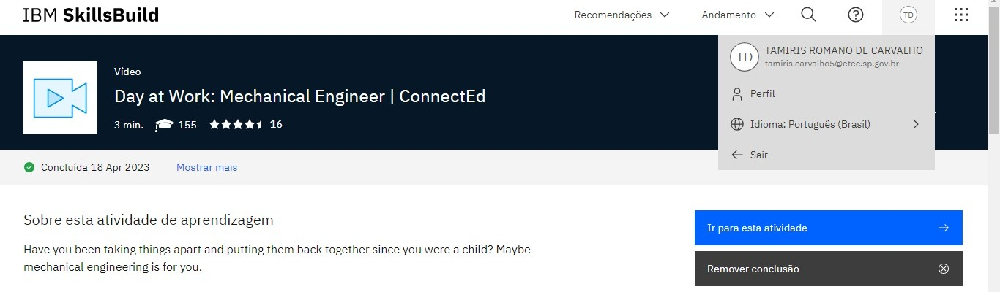 IBM SkillsBuild
Recomendações
Andamento
TD
TD
TAMIRIS ROMANO DE CARVALHO
tamiris.carvalho5@etec.sp.gov.br
Perfil
Idioma: Português (Brasil)
Sair
Vídeo
Day at Work: Mechanical Engineer | ConnectEd
3 min. 155 16
Concluída 18 Apr 2023 Mostrar mais
Sobre esta atividade de aprendizagem
Have you been taking things apart and putting them back together since you were a child? Maybe
mechanical engineering is for you.
Ir para esta atividade
Remover conclusão